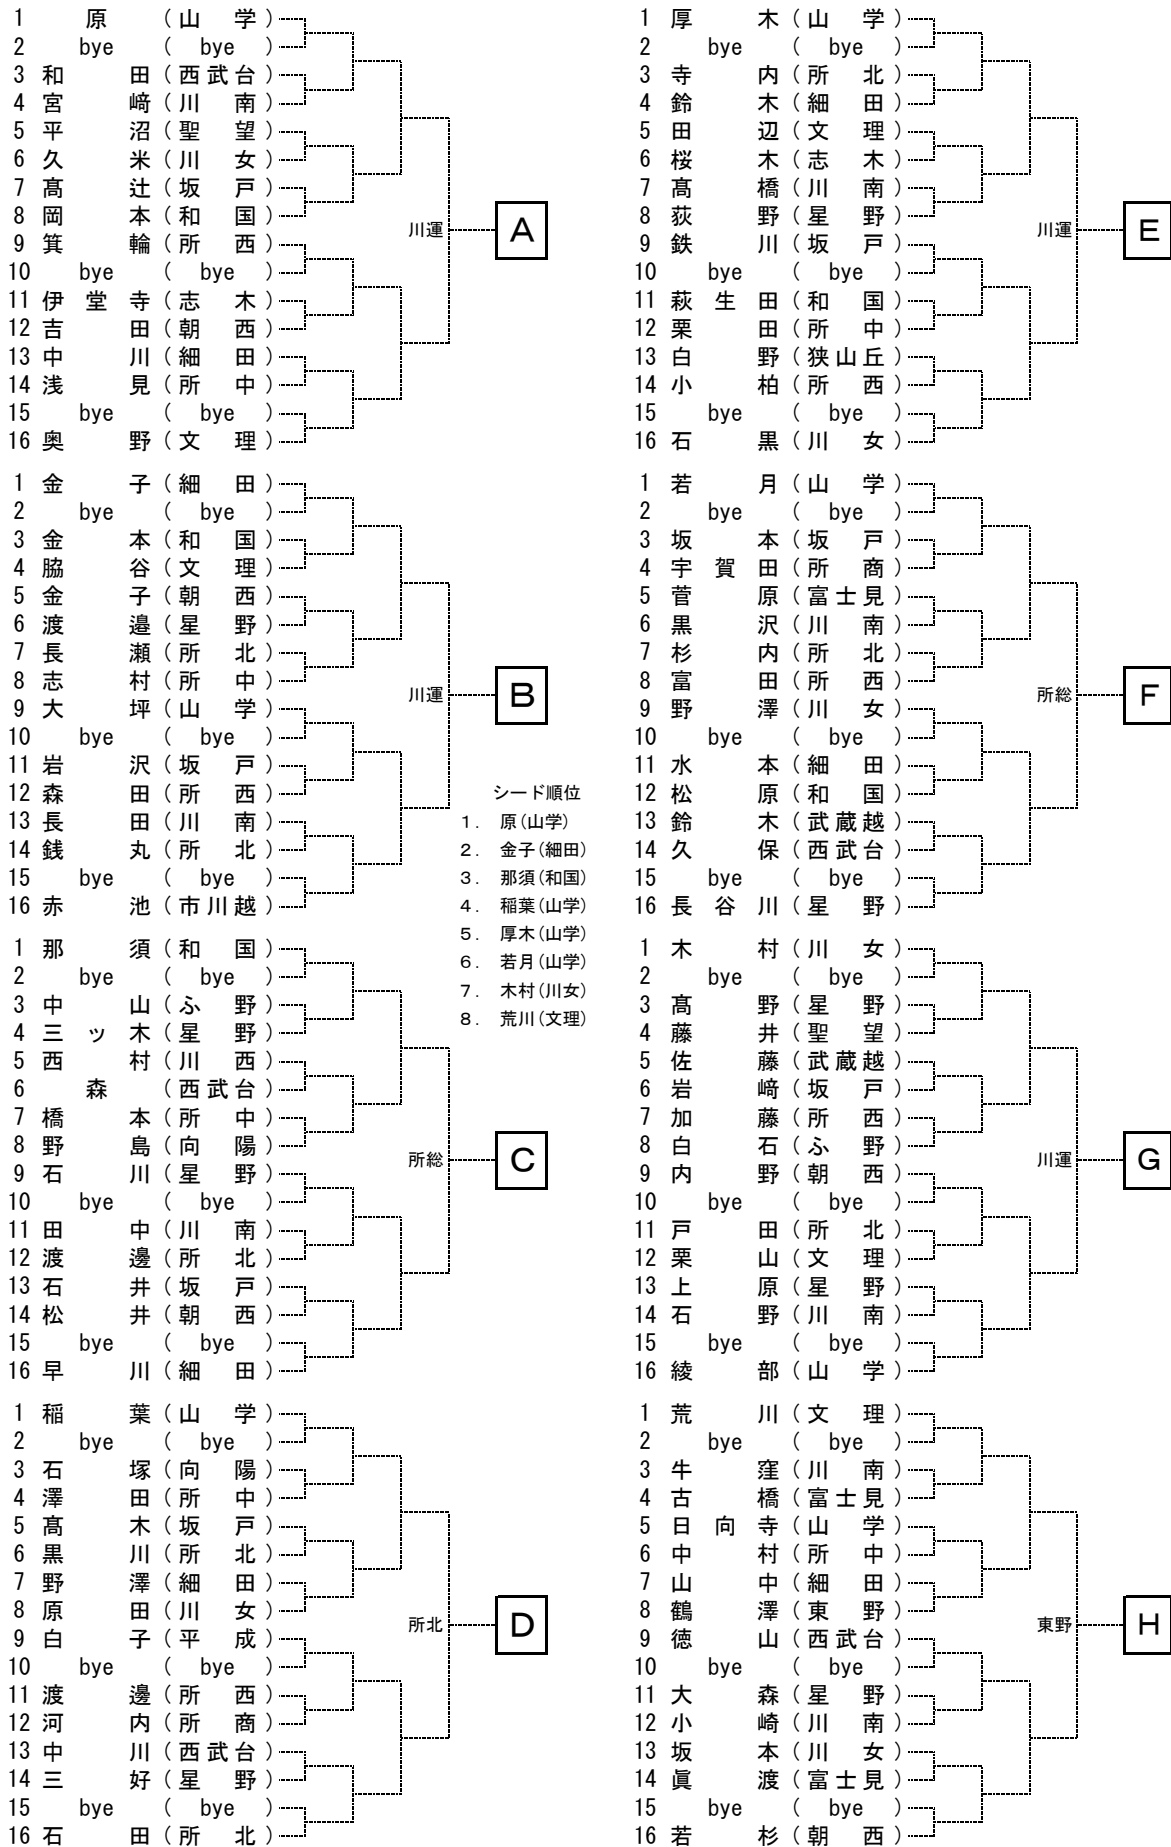 1 原 (山学)
2 bye ( bye )
3 和田 (西武台)
4 宮﨑 (川南)
5 平沼 (聖望)
6 久米 (川女)
7 髙辻 (坂戸)
8 岡本 (和国)
9 箕輪 (所西)
10 bye ( bye )
11 伊堂寺 (志木)
12 吉田 (朝西)
13 中川 (細田)
14 浅見 (所中)
15 bye ( bye )
16 奥野 (文理)
川運
A
1 金子 (細田)
2 bye ( bye )
3 金本 (和国)
4 脇谷 (文理)
5 金子 (朝西)
6 渡邉 (星野)
7 長瀬 (所北)
8 志村 (所中)
9 大坪 (山学)
10 bye ( bye )
11 岩沢 (坂戸)
12 森田 (所西)
13 長田 (川南)
14 銭丸 (所北)
15 bye ( bye )
16 赤池 (市川越)
川運
B
1 那須 (和国)
2 bye ( bye )
3 中山 (ふ野)
4 三ッ木 (星野)
5 西村 (川西)
6 森 (西武台)
7 橋本 (所中)
8 野島 (向陽)
9 石川 (星野)
10 bye ( bye )
11 田中 (川南)
12 渡邊 (所北)
13 石井 (坂戸)
14 松井 (朝西)
15 bye ( bye )
16 早川 (細田)
所総
C
1 稲葉 (山学)
2 bye ( bye )
3 石塚 (向陽)
4 澤田 (所中)
5 髙木 (坂戸)
6 黒川 (所北)
7 野澤 (細田)
8 原田 (川女)
9 白子 (平成)
10 bye ( bye )
11 渡邊 (所西)
12 河内 (所商)
13 中川 (西武台)
14 三好 (星野)
15 bye ( bye )
16 石田 (所北)
所北
D
シード順位
1. 原(山学)
2. 金子(細田)
3. 那須(和国)
4. 稲葉(山学)
5. 厚木(山学)
6. 若月(山学)
7. 木村(川女)
8. 荒川(文理)
1 厚木 (山学)
2 bye ( bye )
3 寺内 (所北)
4 鈴木 (細田)
5 田辺 (文理)
6 桜木 (志木)
7 髙橋 (川南)
8 荻野 (星野)
9 鉄川 (坂戸)
10 bye ( bye )
11 萩生田 (和国)
12 栗田 (所中)
13 白野 (狭山丘)
14 小柏 (所西)
15 bye ( bye )
16 石黒 (川女)
川運
E
1 若月 (山学)
2 bye ( bye )
3 坂本 (坂戸)
4 宇賀田 (所商)
5 菅原 (富士見)
6 黒沢 (川南)
7 杉内 (所北)
8 富田 (所西)
9 野澤 (川女)
10 bye ( bye )
11 水本 (細田)
12 松原 (和国)
13 鈴木 (武蔵越)
14 久保 (西武台)
15 bye ( bye )
16 長谷川 (星野)
所総
F
1 木村 (川女)
2 bye ( bye )
3 髙野 (星野)
4 藤井 (聖望)
5 佐藤 (武蔵越)
6 岩﨑 (坂戸)
7 加藤 (所西)
8 白石 (ふ野)
9 内野 (朝西)
10 bye ( bye )
11 戸田 (所北)
12 栗山 (文理)
13 上原 (星野)
14 石野 (川南)
15 bye ( bye )
16 綾部 (山学)
川運
G
1 荒川 (文理)
2 bye ( bye )
3 牛窪 (川南)
4 古橋 (富士見)
5 日向寺 (山学)
6 中村 (所中)
7 山中 (細田)
8 鶴澤 (東野)
9 徳山 (西武台)
10 bye ( bye )
11 大森 (星野)
12 小崎 (川南)
13 坂本 (川女)
14 眞渡 (富士見)
15 bye ( bye )
16 若杉 (朝西)
東野
H